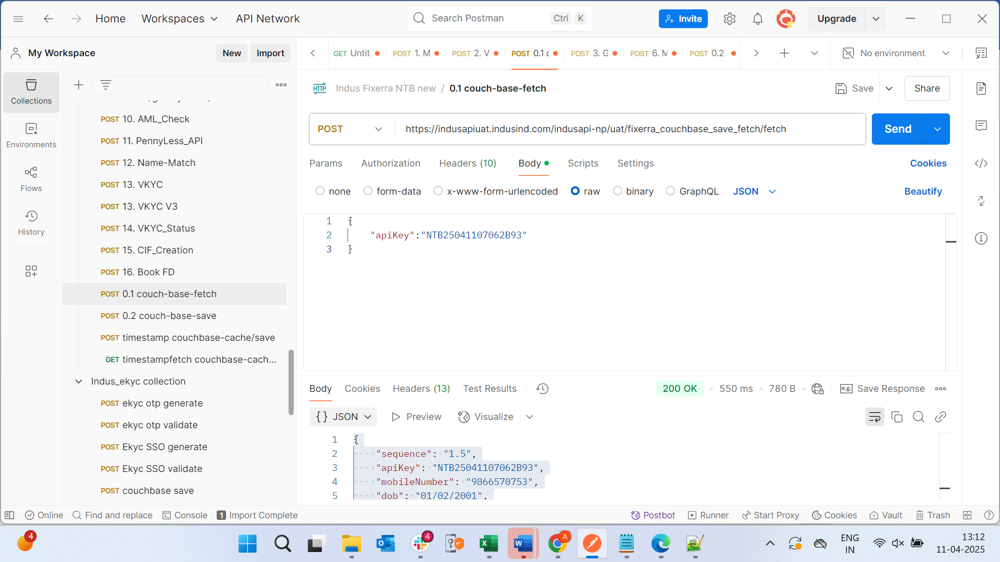 Home
Workspaces
API Network
Search Postman
Ctrl K
Invite
Upgrade
My Workspace
New
Import
GET Untit
POST 1. M
POST 2. V
POST 0.1 c
POST 3. G
POST 6. M
POST 0.2
No environment
Collections
Environments
Flows
History
POST 10. AML_Check
POST 11. PennyLess_API
POST 12. Name-Match
POST 13. VKYC
POST 13. VKYC V3
POST 14. VKYC_Status
POST 15. CIF_Creation
POST 16. Book FD
POST 0.1 couch-base-fetch
POST 0.2 couch-base-save
POST timestamp couchbase-cache/save
GET timestampfetch couchbase-cach...
Indus_ekyc collection
POST ekyc otp generate
POST ekyc otp validate
POST Ekyc SSO generate
POST Ekyc SSO validate
POST couchbase save
HTTP Indus Fixerra NTB new / 0.1 couch-base-fetch
Save
Share
POST
https://indusapiuat.indusind.com/indusapi-np/uat/fixerra_couchbase_save_fetch/fetch
Send
Params Authorization Headers (10) Body Scripts Settings
Cookies
none form-data x-www-form-urlencoded raw binary GraphQL JSON
Beautify
1 {
2 "apiKey":"NTB25041107062B93"
3 }
Body Cookies Headers (13) Test Results
200 OK • 550 ms • 780 B •
e.g. Save Response
{} JSON
Preview
Visualize
1 {
2 "sequence": "1.5",
3 "apiKey": "NTB25041107062B93",
4 "mobileNumber": "9866570753",
5 "dob": "01/02/2001",
Online
Find and replace
Console
1 Import Complete
Postbot
Runner
Start Proxy
Cookies
Vault
Trash
4
4
A
ENG
IN
13:12
11-04-2025